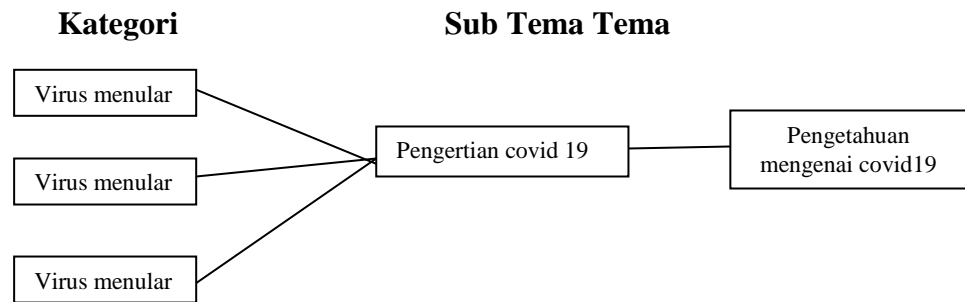 Kategori Sub Tema Tema
Virus menular
Virus menular
Virus menular
Pengertian covid 19
Pengetahuan
mengenai covid19